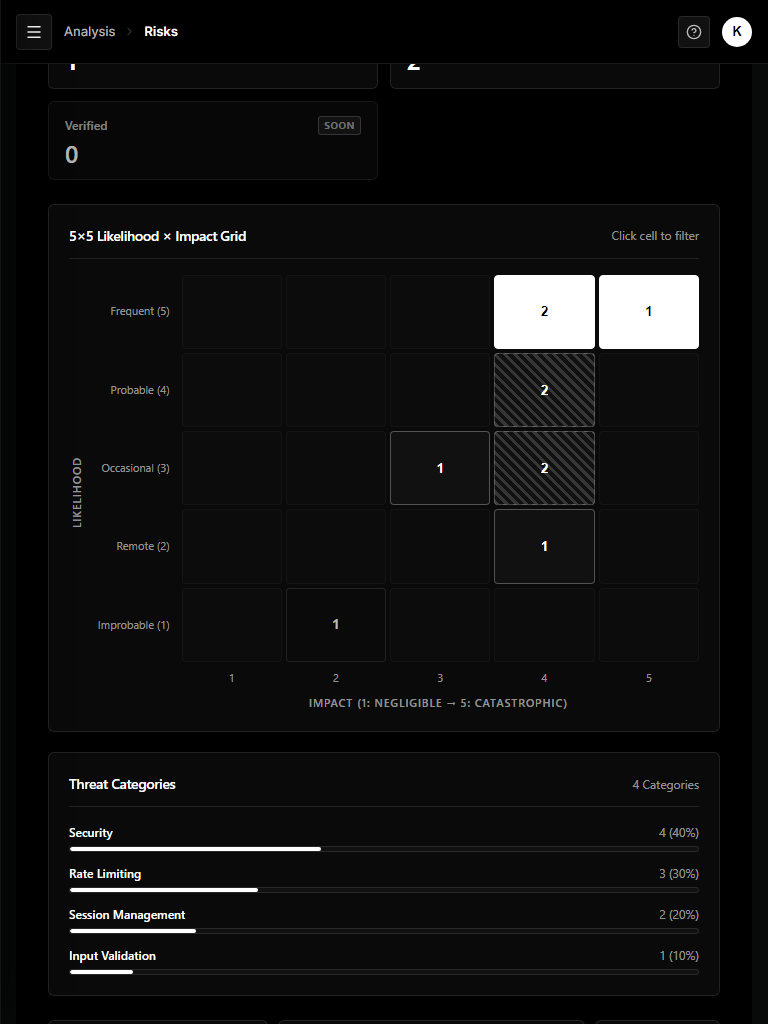 Analysis > Risks
K
Verified
SOON
0
5×5 Likelihood × Impact Grid
Click cell to filter
Frequent (5)
2
1
Probable (4)
2
Occasional (3)
1
2
LIKELIHOOD
Remote (2)
1
Improbable (1)
1
1
2
3
4
5
IMPACT (1: NEGLIGIBLE → 5: CATASTROPHIC)
Threat Categories
4 Categories
Security
4 (40%)
Rate Limiting
3 (30%)
Session Management
2 (20%)
Input Validation
1 (10%)